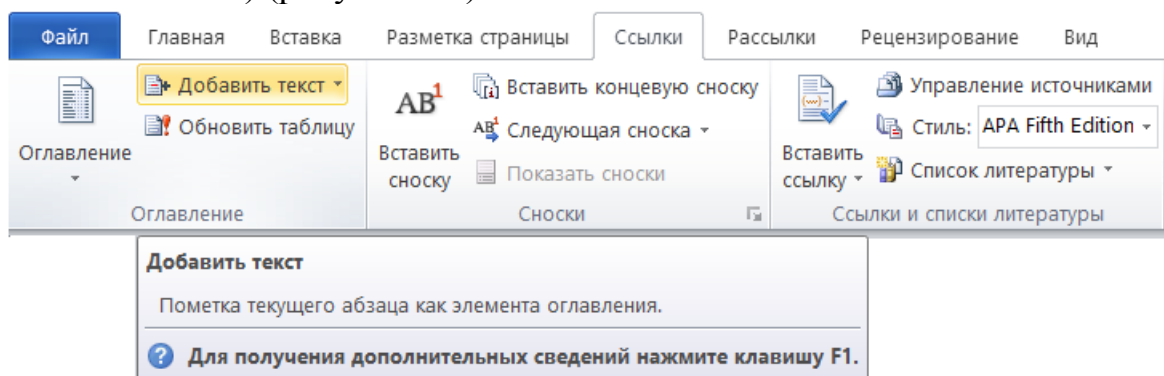 Файл Главная Вставка Разметка страницы Ссылки Рассылки Рецензирование Вид
Оглавление
Добавить текст
Обновить таблицу
Оглавление
AB1
Вставить сноску
Вставить концевую сноску
AB1 Следующая сноска
Показать сноски
Сноски
Вставить ссылку
Управление источниками
Стиль: APA Fifth Edition
Список литературы
Ссылки и списки литературы
Добавить текст
Пометка текущего абзаца как элемента оглавления.
Для получения дополнительных сведений нажмите клавишу F1.